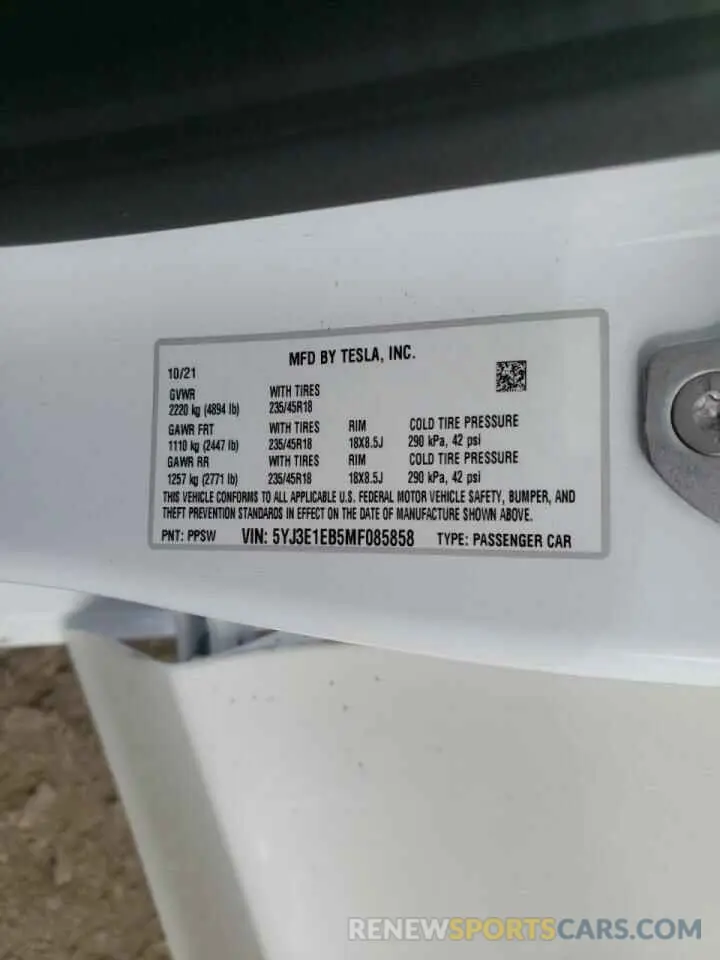 MFD BY TESLA, INC.
10/21
GVWR WITH TIRES
2220 kg (4894 lb) 235/45R18
GAWR FRT WITH TIRES RIM COLD TIRE PRESSURE
1110 kg (2447 lb) 235/45R18 18X8.5J 290 kPa, 42 psi
GAWR RR WITH TIRES RIM COLD TIRE PRESSURE
1257 kg (2771 lb) 235/45R18 18X8.5J 290 kPa, 42 psi
THIS VEHICLE CONFORMS TO ALL APPLICABLE U.S. FEDERAL MOTOR VEHICLE SAFETY, BUMPER, AND
THEFT PREVENTION STANDARDS IN EFFECT ON THE DATE OF MANUFACTURE SHOWN ABOVE.
PNT: PPSW VIN: 5YJ3E1EB5MF085858 TYPE: PASSENGER CAR
RENEWSPORTSCARS.COM